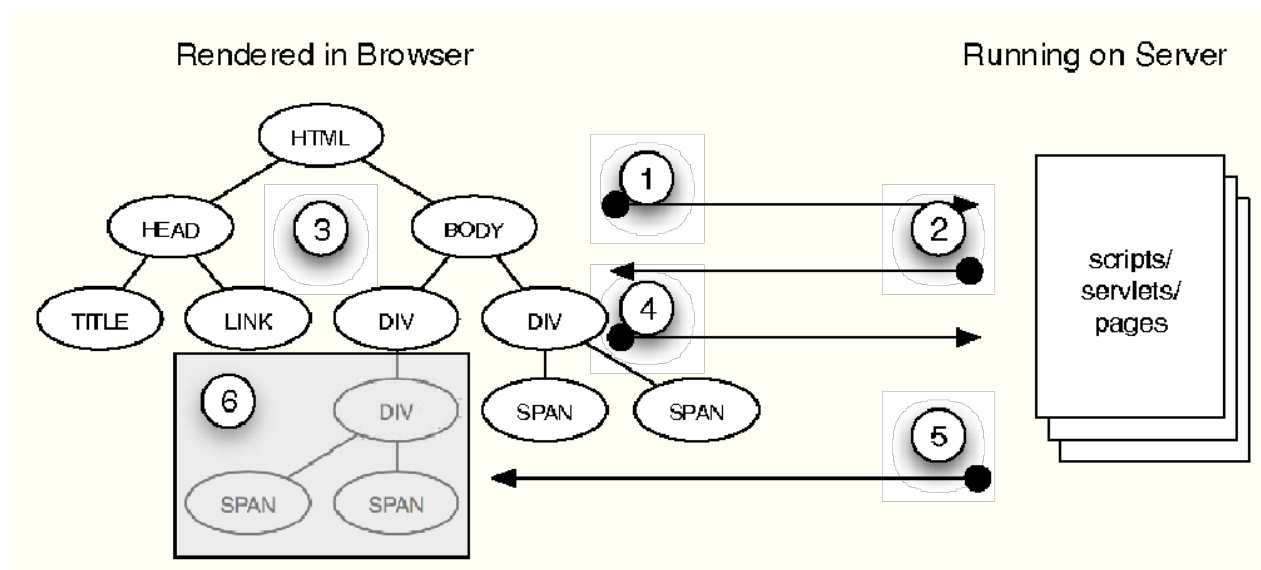 Rendered in Browser
Running on Server
HTML
1
HEAD
3
BODY
2
scripts/
servlets/
pages
TITLE
LINK
DIV
DIV
4
6
DIV
SPAN
SPAN
5
SPAN
SPAN